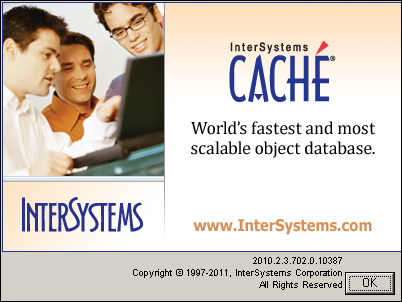 InterSystems
CACHÉ®
World's fastest and most
scalable object database.
INTERSYSTEMS
www.InterSystems.com
2010.2.3.702.0.10387
Copyright © 1997-2011, InterSystems Corporation
All Rights Reserved
OK